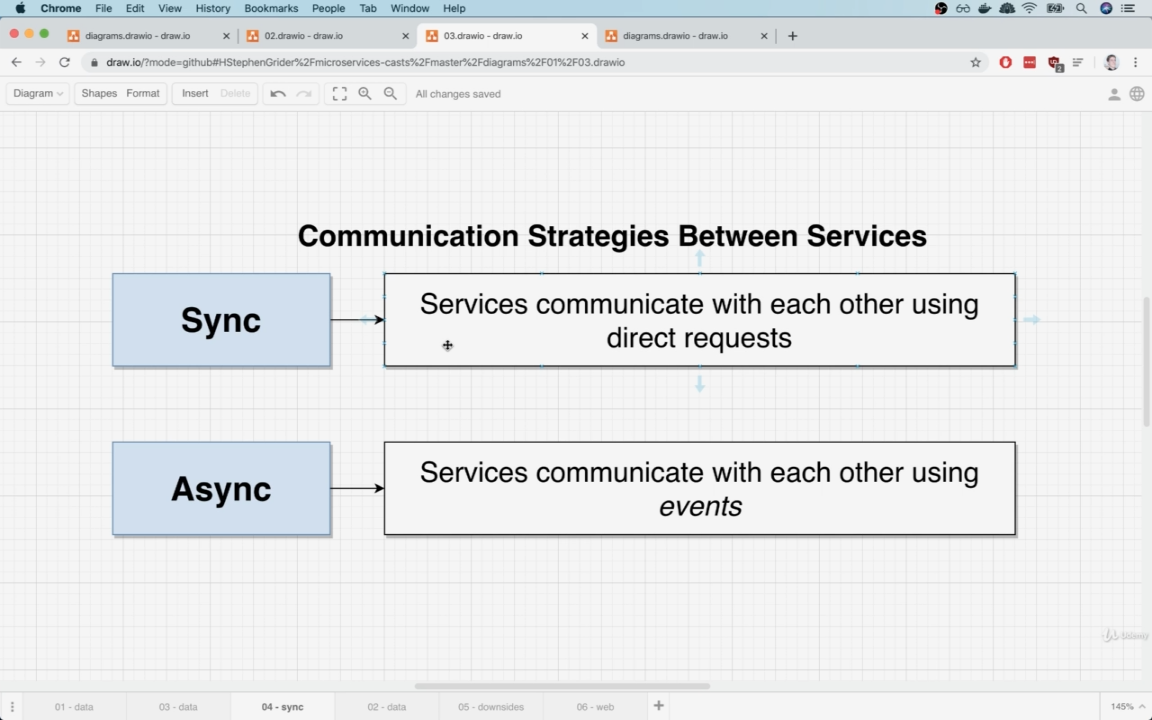 Chrome File Edit View History Bookmarks People Tab Window Help
diagrams.drawio - draw.io
02.drawio - draw.io
03.drawio - draw.io
diagrams.drawio - draw.io
draw.io/?mode=github#HStephenGrider%2Fmicroservices-casts%2Fmaster%2Fdiagrams%2F01%2F03.drawio
2
Diagram Shapes Format Insert Delete All changes saved
Communication Strategies Between Services
Sync
Services communicate with each other using
direct requests
Async
Services communicate with each other using
events
Udemy
01 - data 03 - data 04 - sync 02 - data 05 - downsides 06 - web 145%